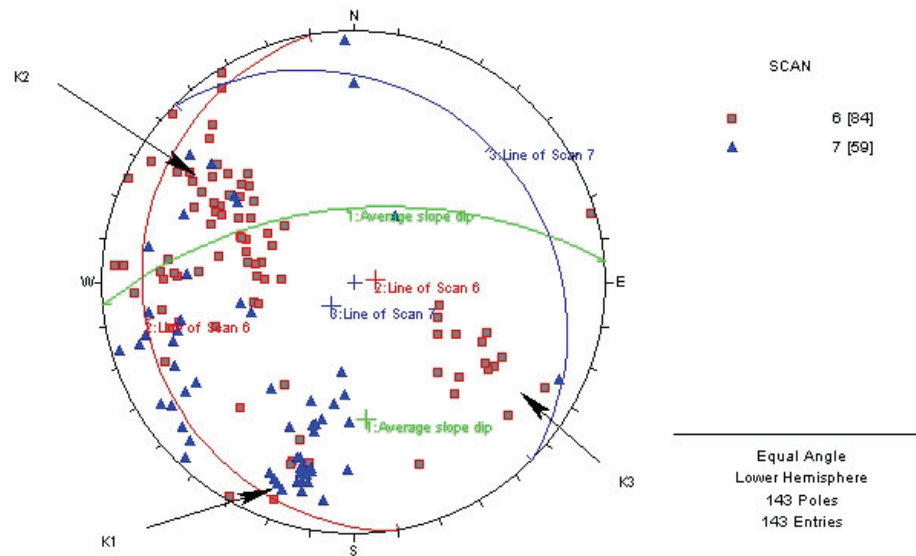 N
K2
SCAN
6 [84]
7 [59]
3:Line of Scan 7
1:Average slope dip
W
E
2:Line of Scan 6
3:Line of Scan 7
2:Line of Scan 6
1:Average slope dip
K3
K1
S
Equal Angle
Lower Hemisphere
143 Poles
143 Entries